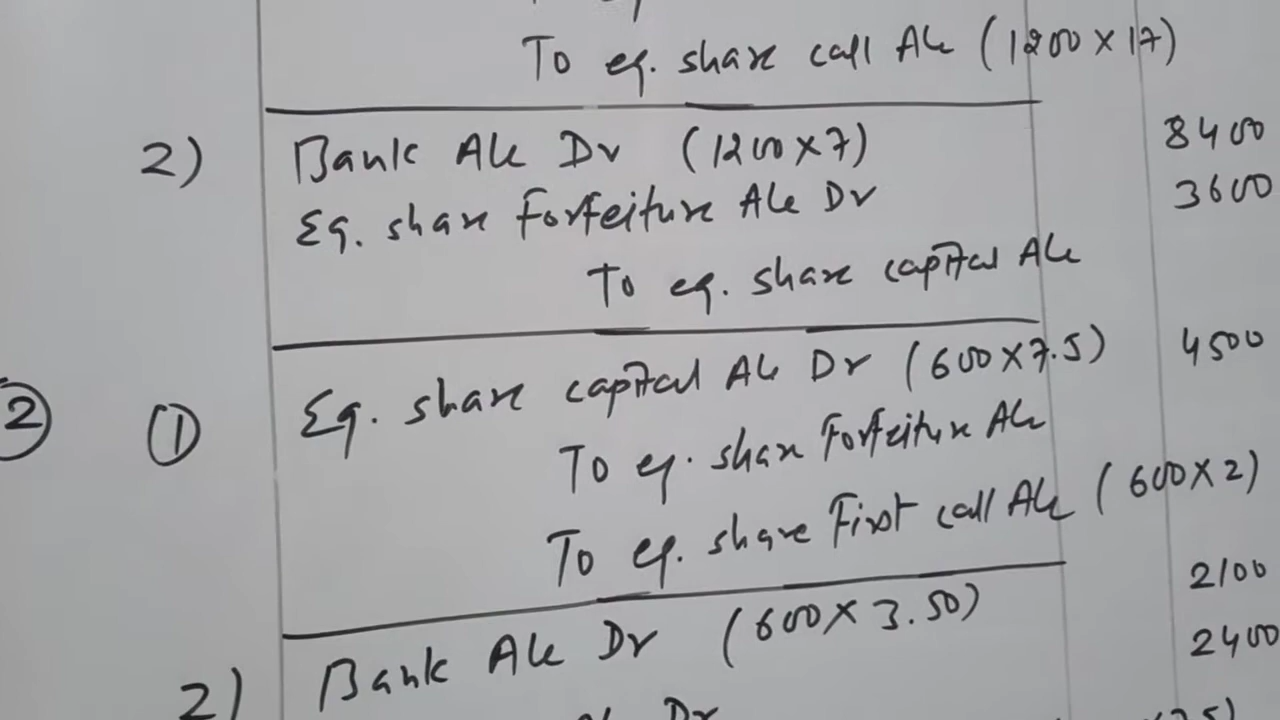 To eq. share call A/c (1200 × 17)
2) Bank A/c Dr (1200×7) 8400
Eq. share Forfeiture A/c Dr 3600
To eq. share capital A/c
② ① Eq. share capital A/c Dr (600×7.5) 4500
To eq. share Forfeiture A/c
To eq. share First call A/c (600×2)
2) Bank A/c Dr (600×3.50) 2100
2400
Dr